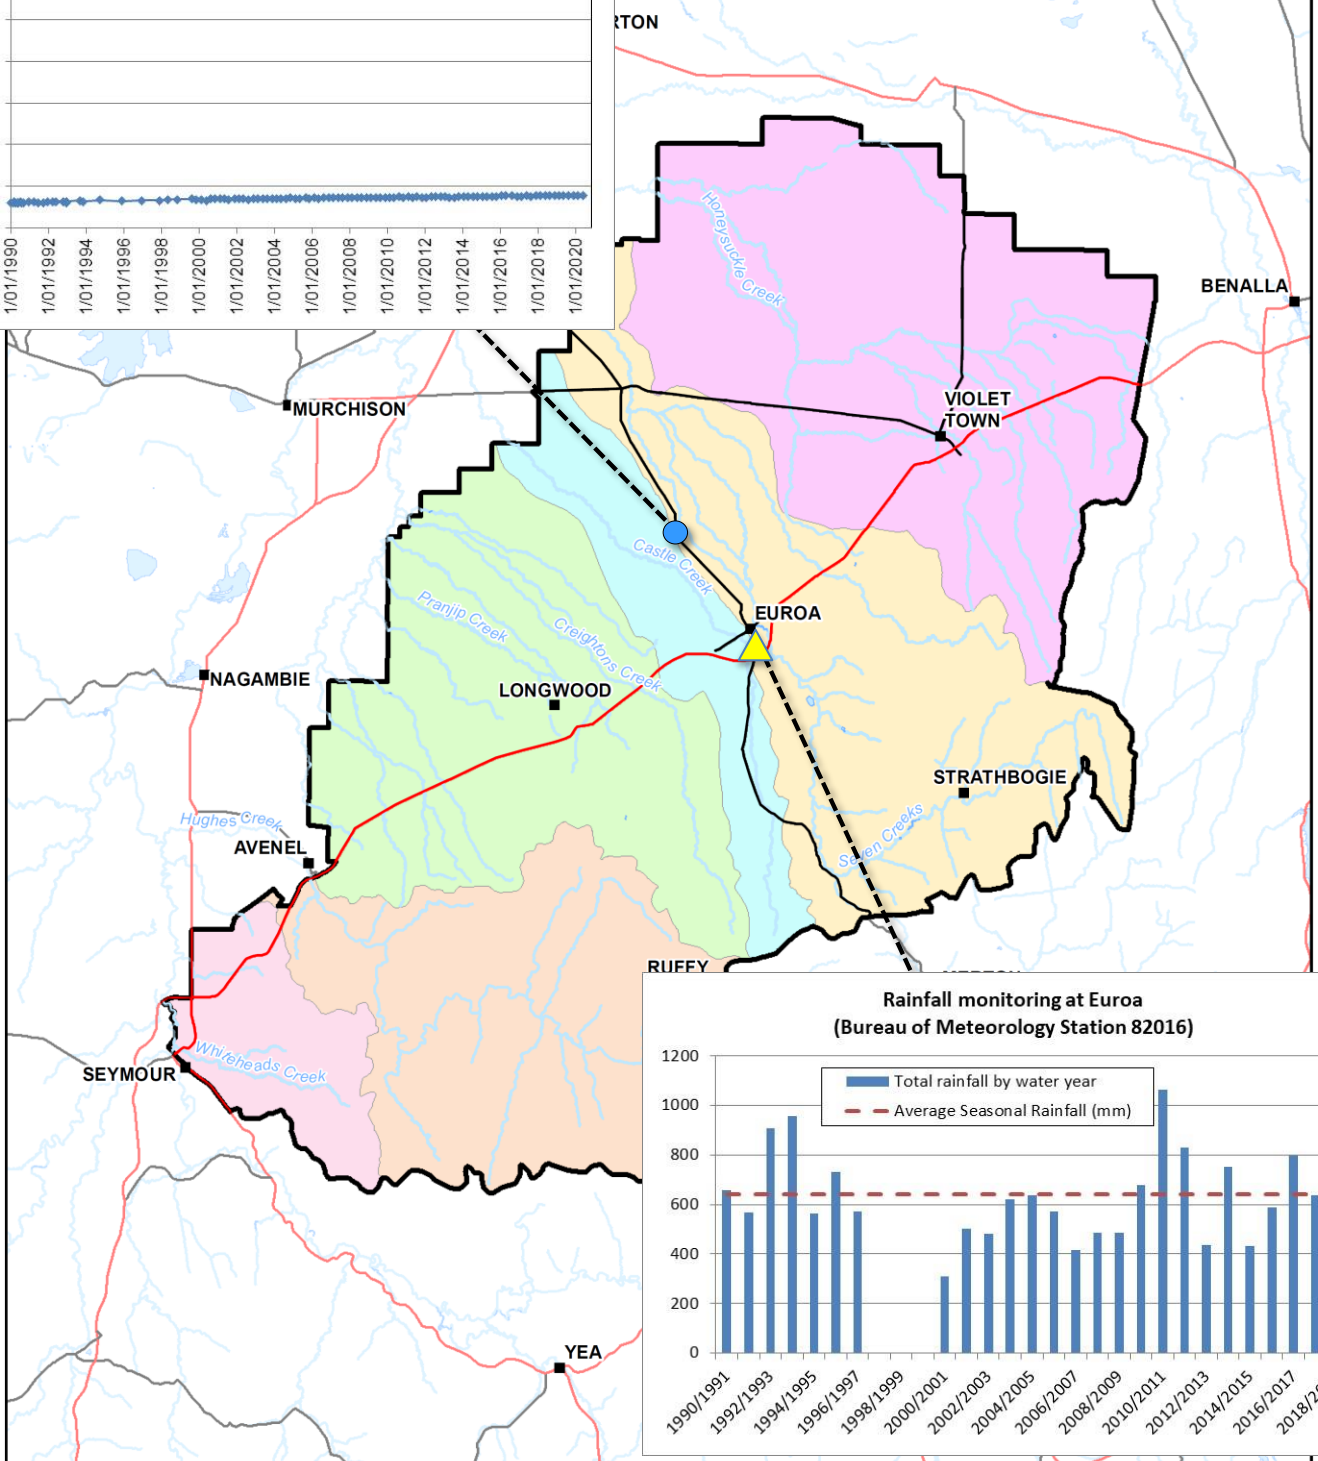 RTON
1/01/1990
1/01/1992
1/01/1994
1/01/1996
1/01/1998
1/01/2000
1/01/2002
1/01/2004
1/01/2006
1/01/2008
1/01/2010
1/01/2012
1/01/2014
1/01/2016
1/01/2018
1/01/2020
Honeysuckle Creek
BENALLA
MURCHISON
VIOLET
TOWN
Castle Creek
EUROA
Pranjip Creek
Creightons Creek
NAGAMBIE
LONGWOOD
STRATHBOGIE
Hughes Creek
Seven Creeks
AVENEL
RUFFY
Whiteheads Creek
SEYMOUR
YEA
Rainfall monitoring at Euroa
(Bureau of Meteorology Station 82016)
1200
1000
800
600
400
200
0
Total rainfall by water year
Average Seasonal Rainfall (mm)
1990/1991
1992/1993
1994/1995
1996/1997
1998/1999
2000/2001
2002/2003
2004/2005
2006/2007
2008/2009
2010/2011
2012/2013
2014/2015
2016/2017
2018/20